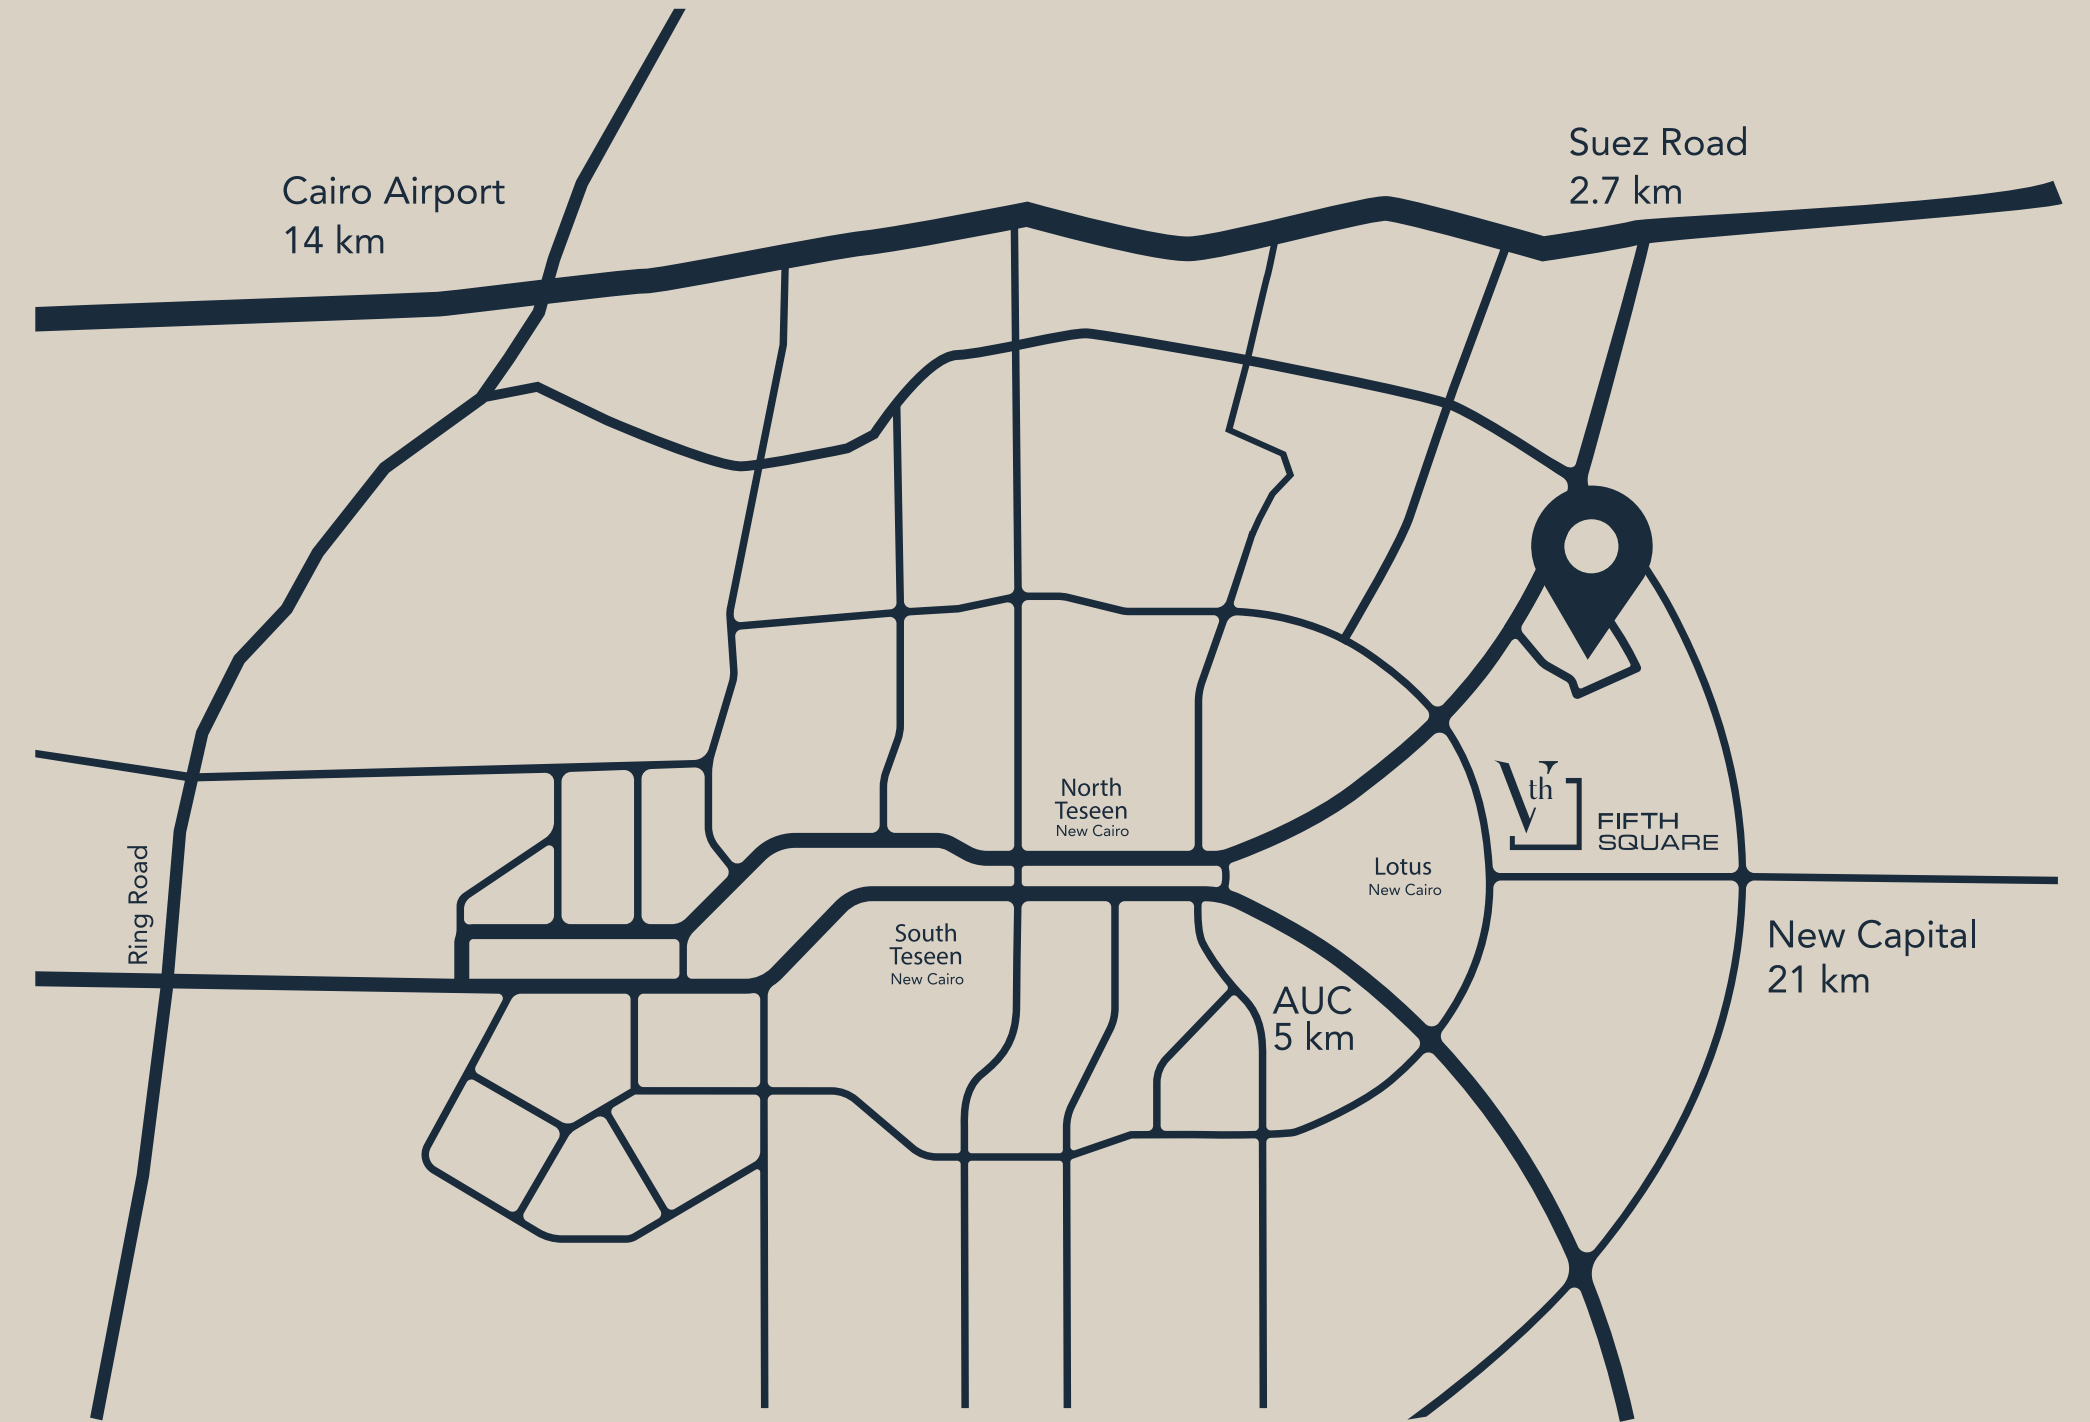 Suez Road
2.7 km
Cairo Airport
14 km
North
Teseen
New Cairo
Vth
FIFTH
SQUARE
Lotus
New Cairo
Ring Road
South
Teseen
New Cairo
New Capital
21 km
AUC
5 km